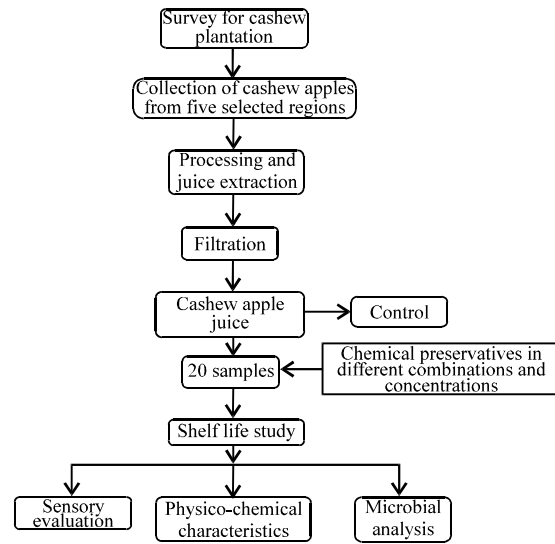 Survey for cashew
plantation
Collection of cashew apples
from five selected regions
Processing and
juice extraction
Filtration
Cashew apple
juice
Control
20 samples
Chemical preservatives in
different combinations and
concentrations
Shelf life study
Sensory
evaluation
Physico-chemical
characteristics
Microbial
analysis